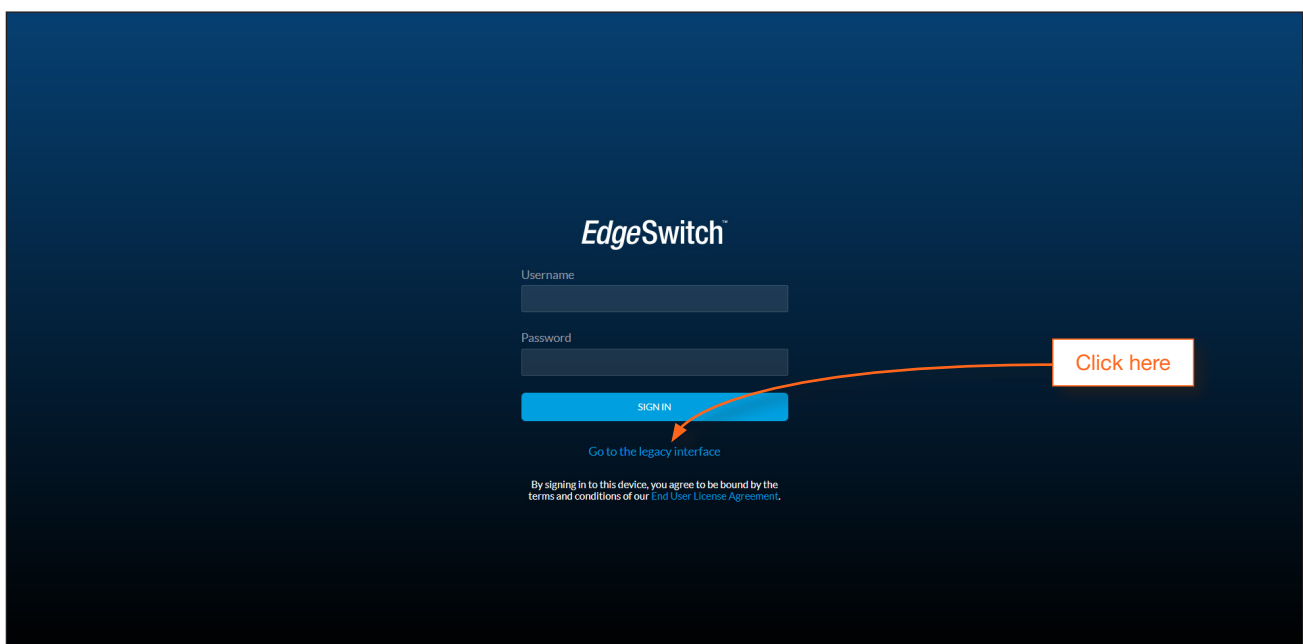 EdgeSwitch™
Username
Password
Click here
SIGN IN
Go to the legacy interface
By signing in to this device, you agree to be bound by the
terms and conditions of our End User License Agreement.